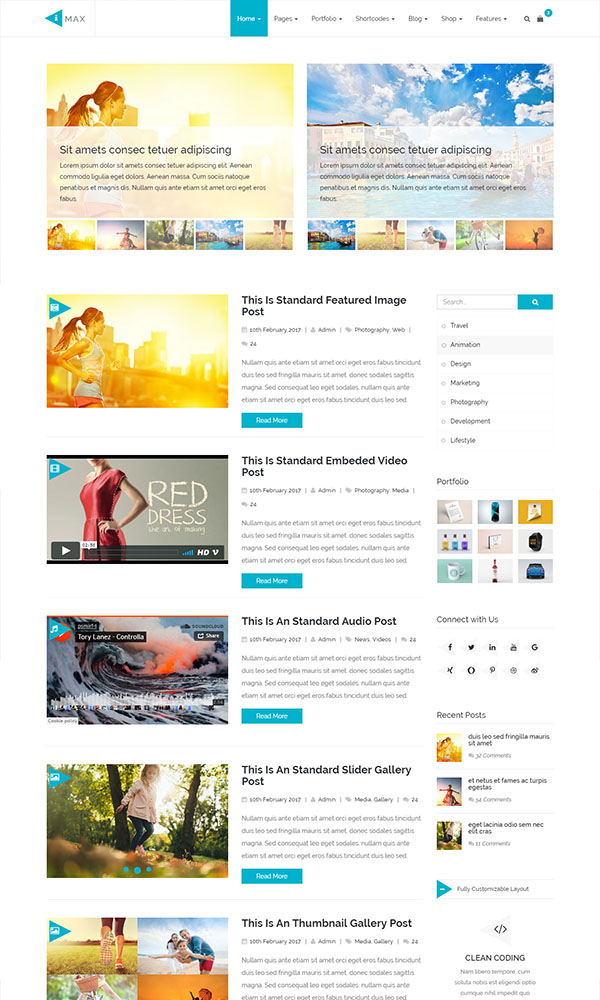 i MAX
Home Pages Portfolio Shortcodes Blog Shop Features 3
Sit amets consec tetuer adipiscing
Lorem ipsum dolor sit amet eget dolor elit. Aenean
commodo ligulia eget dolors. Aenean massa. Cum sociis natoque
penatibus et magnis dis. Nullam quis ante etiam sit amet orget eget eros
fabus.
Sit amets consec tetuer adipiscing
Lorem ipsum dolor sit amet eget dolor elit. Aenean
commodo ligulia eget dolors. Aenean massa. Cum sociis natoque
penatibus et magnis dis. Nullam quis ante etiam sit amet orci eget eros
fabus.
This Is Standard Featured Image
Post
10th February 2017 | Admin | Photography, Web |
24
Nullam quis ante etiam sit amet orci eget eros fabus tincidunt
duis leo sed fringilla mauris sit amet, donec sodales sagittis
magna. Sed consequat leo eget sodales, nullam quis ante
etiam sit amet orci eget eros fabus tincidunt duis leo sed.
Read More
This Is Standard Embeded Video
Post
10th February 2017 | Admin | Photography, Media |
24
Nullam quis ante etiam sit amet orci eget eros fabus tincidunt
duis leo sed fringilla mauris sit amet, donec sodales sagittis
magna. Sed consequat leo eget sodales, nullam quis ante
etiam sit amet orci eget eros fabus tincidunt duis leo sed.
Read More
RED
DRESS
the art of making
02:58
HD
This Is An Standard Audio Post
10th February 2017 | Admin | News, Videos | 24
Nullam quis ante etiam sit amet orci eget eros fabus tincidunt
duis leo sed fringilla mauris sit amet, donec sodales sagittis
magna. Sed consequat leo eget sodales, nullam quis ante
etiam sit amet orci eget eros fabus tincidunt duis leo sed.
Read More
SOUNDCLOUD
Tory Lanez - Controlla
Share
Cookie policy
This Is An Standard Slider Gallery
Post
10th February 2017 | Admin | Media, Gallery | 24
Nullam quis ante etiam sit amet orci eget eros fabus tincidunt
duis leo sed fringilla mauris sit amet, donec sodales sagittis
magna. Sed consequat leo eget sodales, nullam quis ante
etiam sit amet orci eget eros fabus tincidunt duis leo sed.
Read More
This Is An Thumbnail Gallery Post
10th February 2017 | Admin | Media, Gallery | 24
Nullam quis ante etiam sit amet orci eget eros fabus tincidunt
duis leo sed fringilla mauris sit amet, donec sodales sagittis
magna. Sed consequat leo eget sodales, nullam quis ante
etiam sit amet orci eget eros fabus tincidunt duis leo sed.
Search..
Travel
Animation
Design
Marketing
Photography
Development
Lifestyle
Portfolio
Connect with Us
Recent Posts
duis leo sed fringilla mauris
sit amet
32 Comments
et netus et fames ac turpis
egestas
54 Comments
eget lacinia odio sem nec
elit cras
11 Comments
Fully Customizable Layout
CLEAN CODING
Nam libero tempore, cum
soluta nobis est eligendi optio
cumque nihil impedit quo